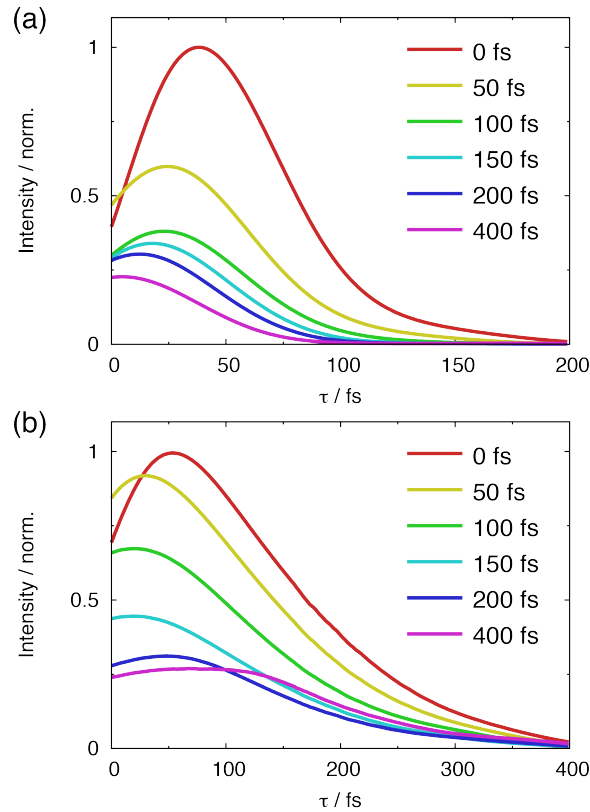 (a)
1
0.5
0
Intensity / norm.
0 fs
50 fs
100 fs
150 fs
200 fs
400 fs
0 50 100 150 200
τ / fs
(b)
1
0.5
0
Intensity / norm.
0 fs
50 fs
100 fs
150 fs
200 fs
400 fs
0 100 200 300 400
τ / fs